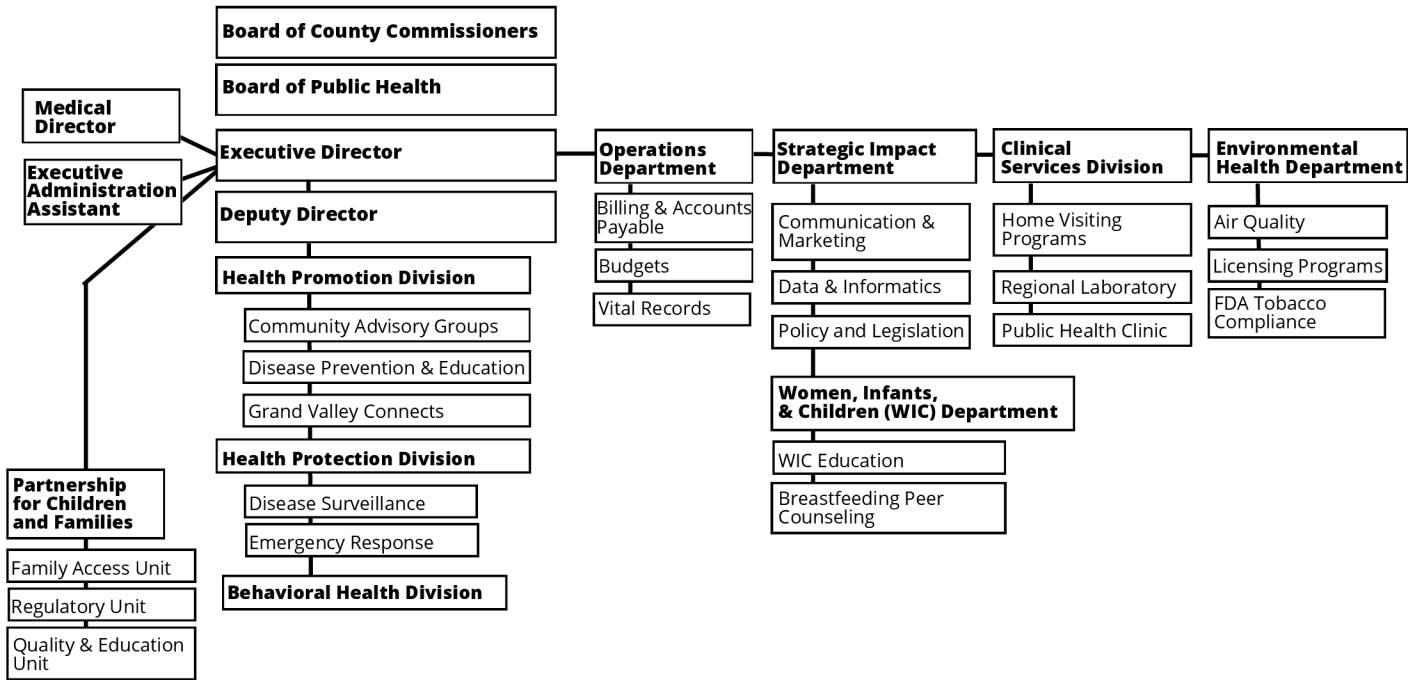 Board of County Commissioners
Board of Public Health
Medical
Director
Executive
Administration
Assistant
Executive Director
Deputy Director
Health Promotion Division
Community Advisory Groups
Disease Prevention & Education
Grand Valley Connects
Health Protection Division
Disease Surveillance
Emergency Response
Behavioral Health Division
Partnership
for Children
and Families
Family Access Unit
Regulatory Unit
Quality & Education
Unit
Operations
Department
Billing & Accounts
Payable
Budgets
Vital Records
Strategic Impact
Department
Communication &
Marketing
Data & Informatics
Policy and Legislation
Women, Infants,
& Children (WIC) Department
WIC Education
Breastfeeding Peer
Counseling
Clinical
Services Division
Home Visiting
Programs
Regional Laboratory
Public Health Clinic
Environmental
Health Department
Air Quality
Licensing Programs
FDA Tobacco
Compliance